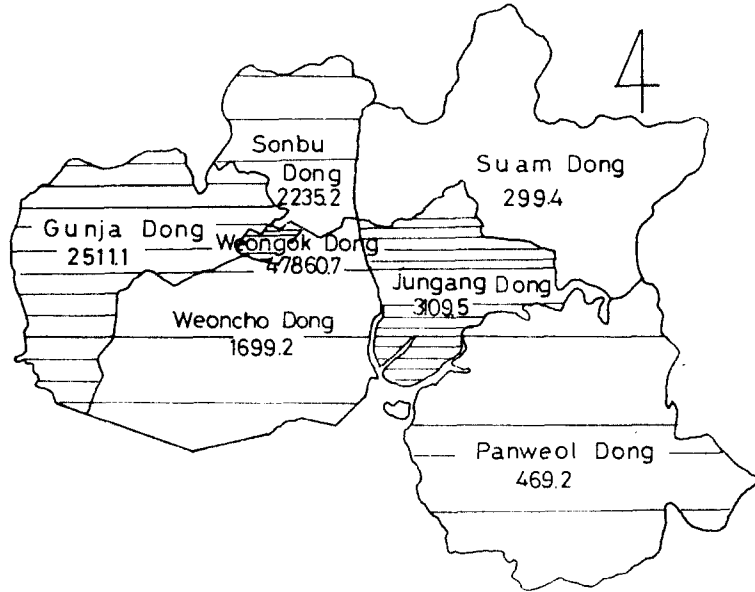 Sonbu
Dong
2235.2
Suam Dong
299.4
Gunja Dong
2511.1
Weongok Dong
47860.7
Jungang Dong
3109.5
Weoncho Dong
1699.2
Panweol Dong
469.2